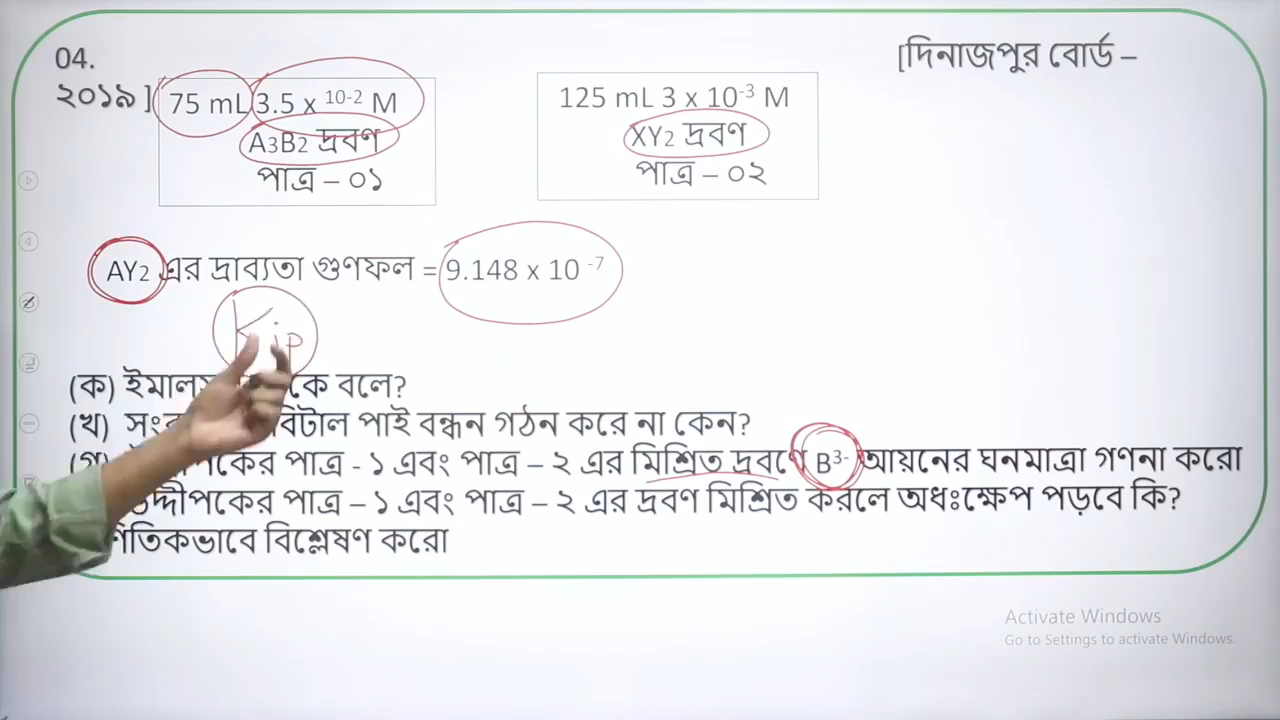 04.
[দিনাজপুর বোর্ড –
২০১৯ ]
75 mL 3.5 x 10-2 M
A3B2 দ্রবণ
পাত্র – ০১
125 mL 3 x 10-3 M
XY2 দ্রবণ
পাত্র – ০২
AY2 এর দ্রাব্যতা গুণফল = 9.148 x 10 -7
Kip
(ক) কে বলে?
(খ) পাই বন্ধন গঠন করে না কেন?
(গ) পাত্র - ১ এবং পাত্র – ২ এর মিশ্রিত দ্রবণে B3- আয়নের ঘনমাত্রা গণনা করো
উদ্দীপকের পাত্র – ১ এবং পাত্র – ২ এর দ্রবণ মিশ্রিত করলে অধঃক্ষেপ পড়বে কি?
বিশ্লেষণ করো
Activate Windows
Go to Settings to activate Windows.